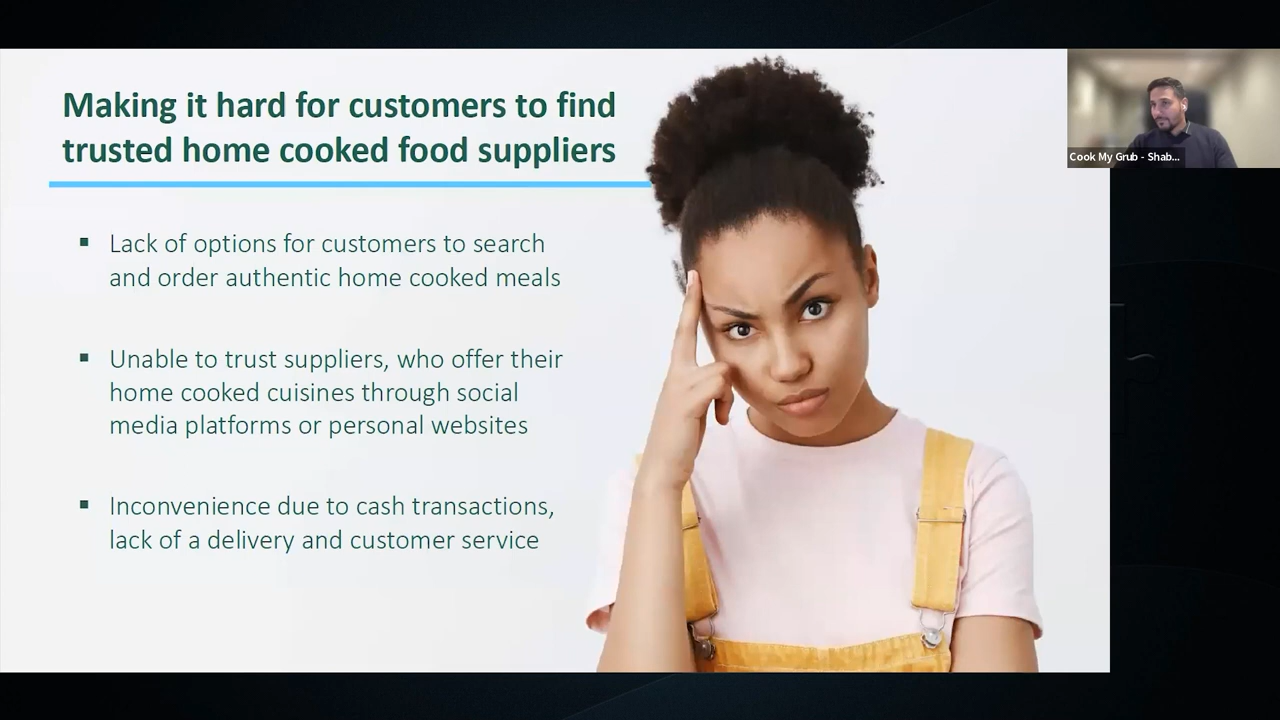 Making it hard for customers to find
trusted home cooked food suppliers
Cook My Grub - Shab...
▪ Lack of options for customers to search
and order authentic home cooked meals
▪ Unable to trust suppliers, who offer their
home cooked cuisines through social
media platforms or personal websites
▪ Inconvenience due to cash transactions,
lack of a delivery and customer service